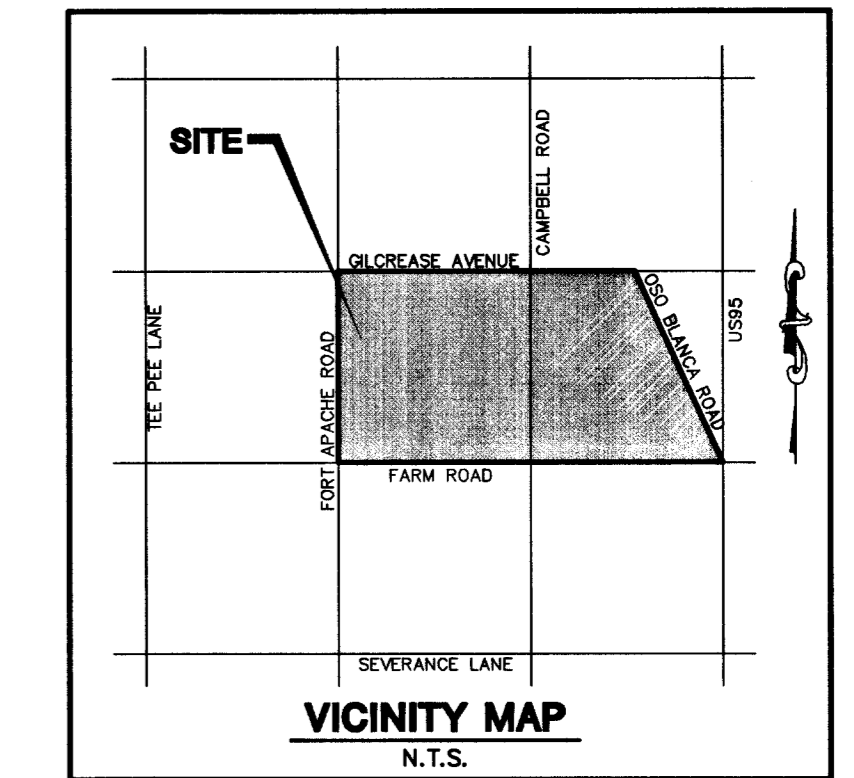 SITE
CAMPBELL ROAD
GILCREASE AVENUE
OSO BLANCA ROAD
US95
TEE PEE LANE
FORT APACHE ROAD
FARM ROAD
SEVERANCE LANE
VICINITY MAP
N.T.S.